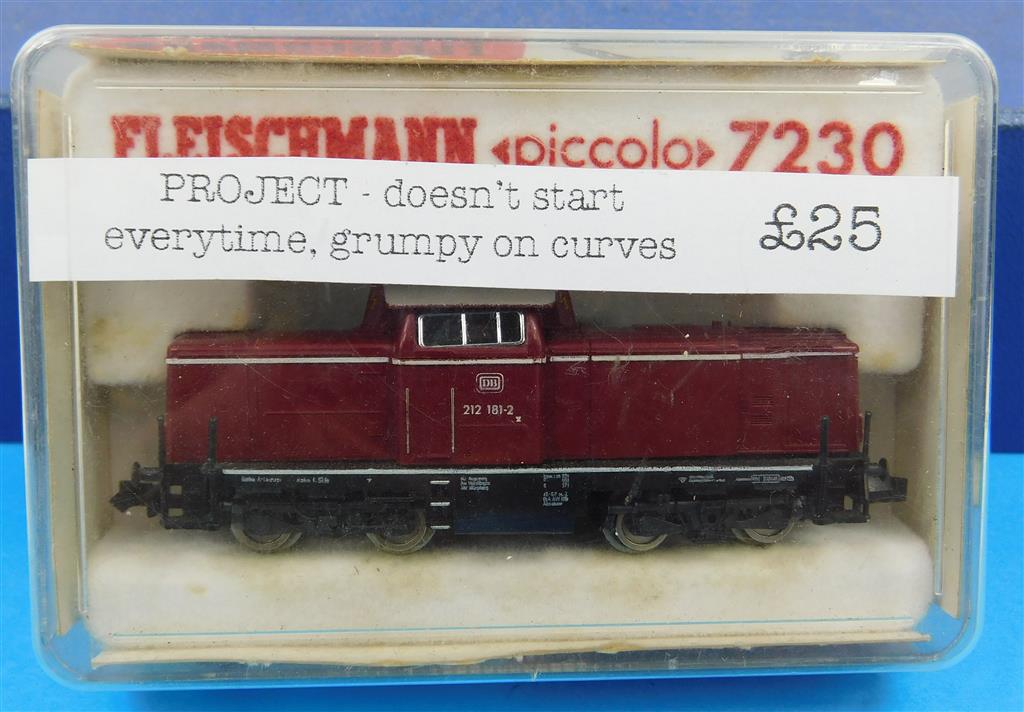 FLEISCHMANN «piccolo» 7230
PROJECT - doesn't start
everytime, grumpy on curves
£25
DB
212 181-2